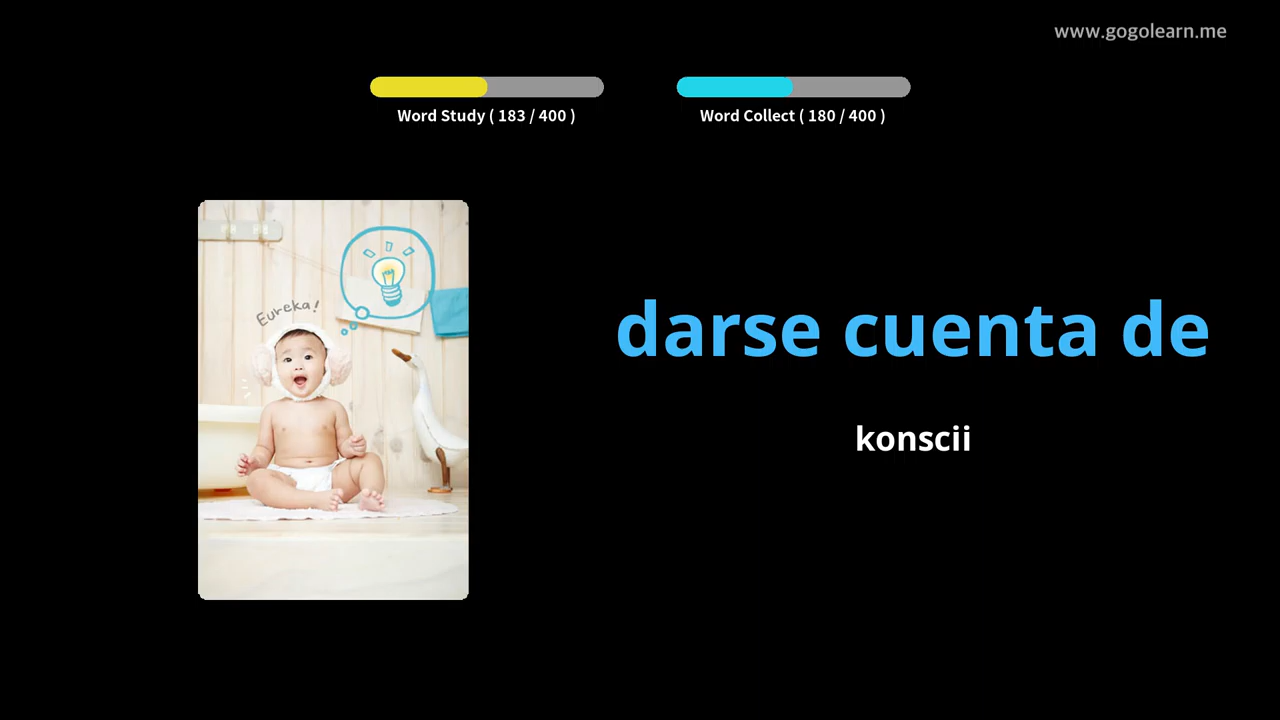 www.gogolearn.me
Word Study ( 183 / 400 )
Word Collect ( 180 / 400 )
Eureka!
darse cuenta de
konscii